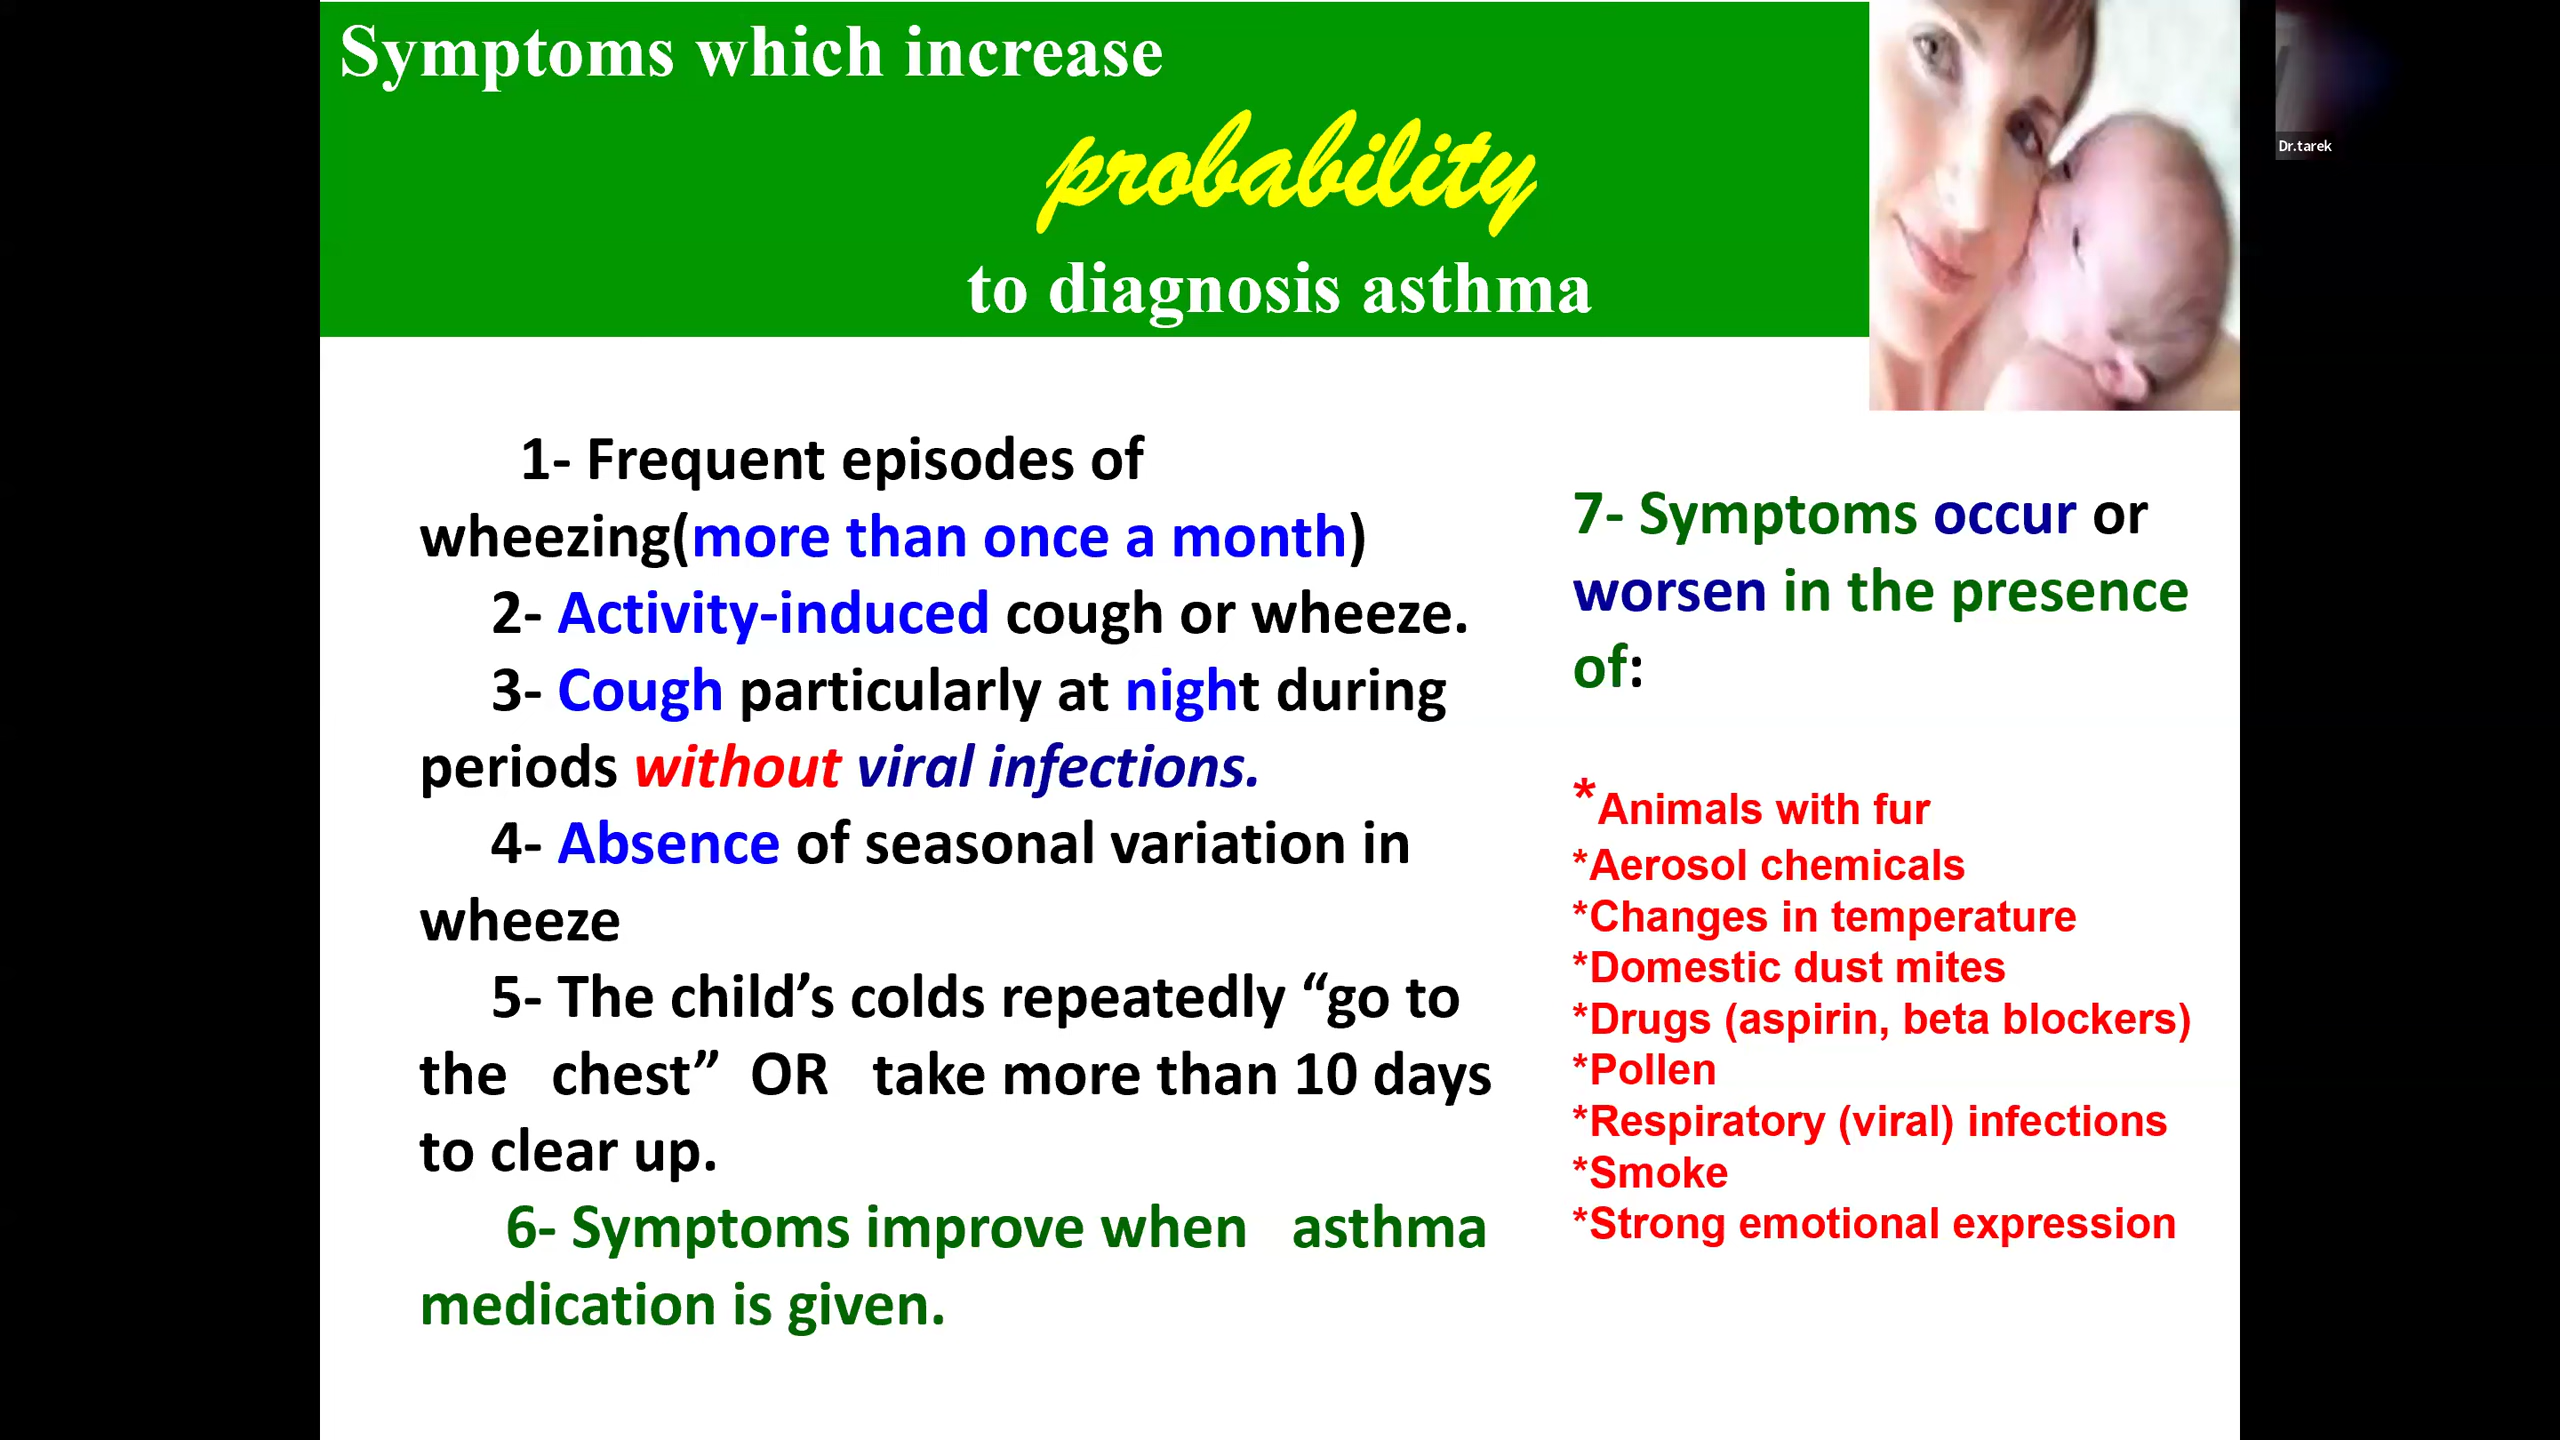 Symptoms which increase
probability
to diagnosis asthma
1- Frequent episodes of
wheezing(more than once a month)
2- Activity-induced cough or wheeze.
3- Cough particularly at night during
periods without viral infections.
4- Absence of seasonal variation in
wheeze
5- The child’s colds repeatedly “go to
the chest” OR take more than 10 days
to clear up.
6- Symptoms improve when asthma
medication is given.
7- Symptoms occur or
worsen in the presence
of:
*Animals with fur
*Aerosol chemicals
*Changes in temperature
*Domestic dust mites
*Drugs (aspirin, beta blockers)
*Pollen
*Respiratory (viral) infections
*Smoke
*Strong emotional expression
Dr.tarek